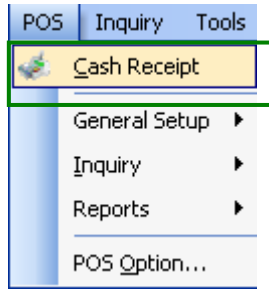 POS Inquiry Tools
Cash Receipt
General Setup
Inquiry
Reports
POS Option...